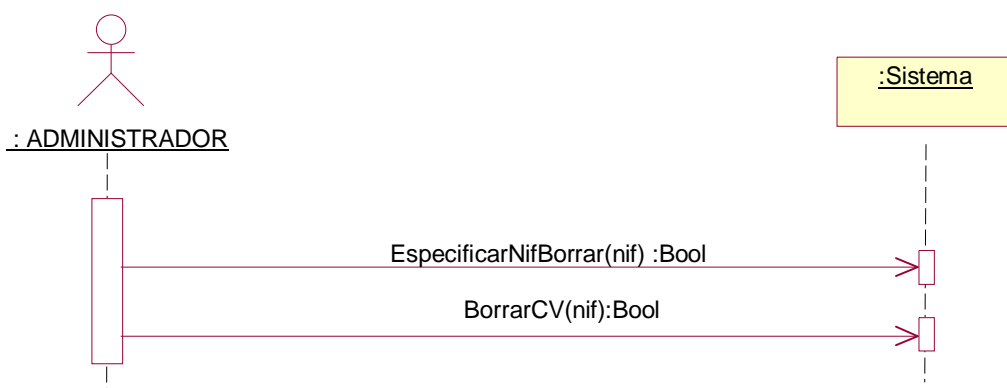 :Sistema
: ADMINISTRADOR
EspecificarNifBorrar(nif) :Bool
BorrarCV(nif):Bool